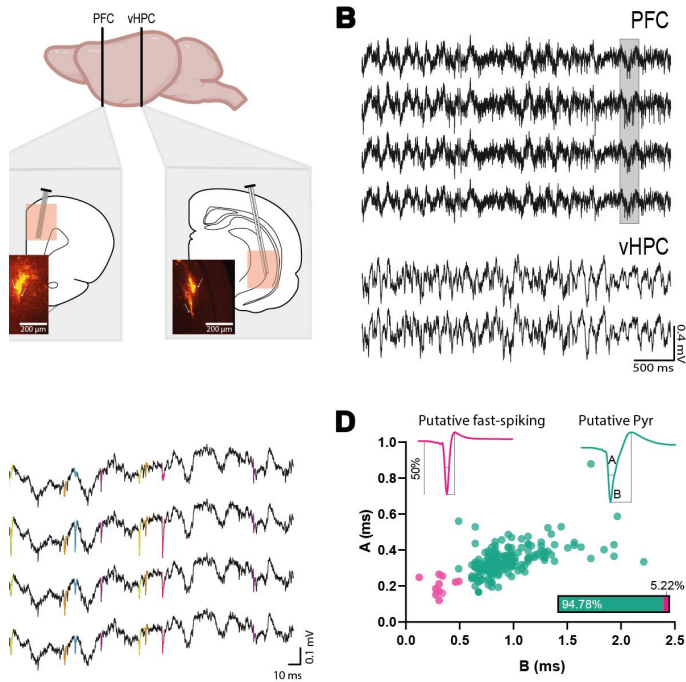 PFC vHPC
200 µm
200 µm
B
PFC
vHPC
0.4 mV
500 ms
0.1 mV
10 ms
D
Putative fast-spiking
Putative Pyr
50%
A
B
1.0
0.8
0.6
0.4
0.2
0.0
A (ms)
5.22%
94.78%
0.0 0.5 1.0 1.5 2.0 2.5
B (ms)